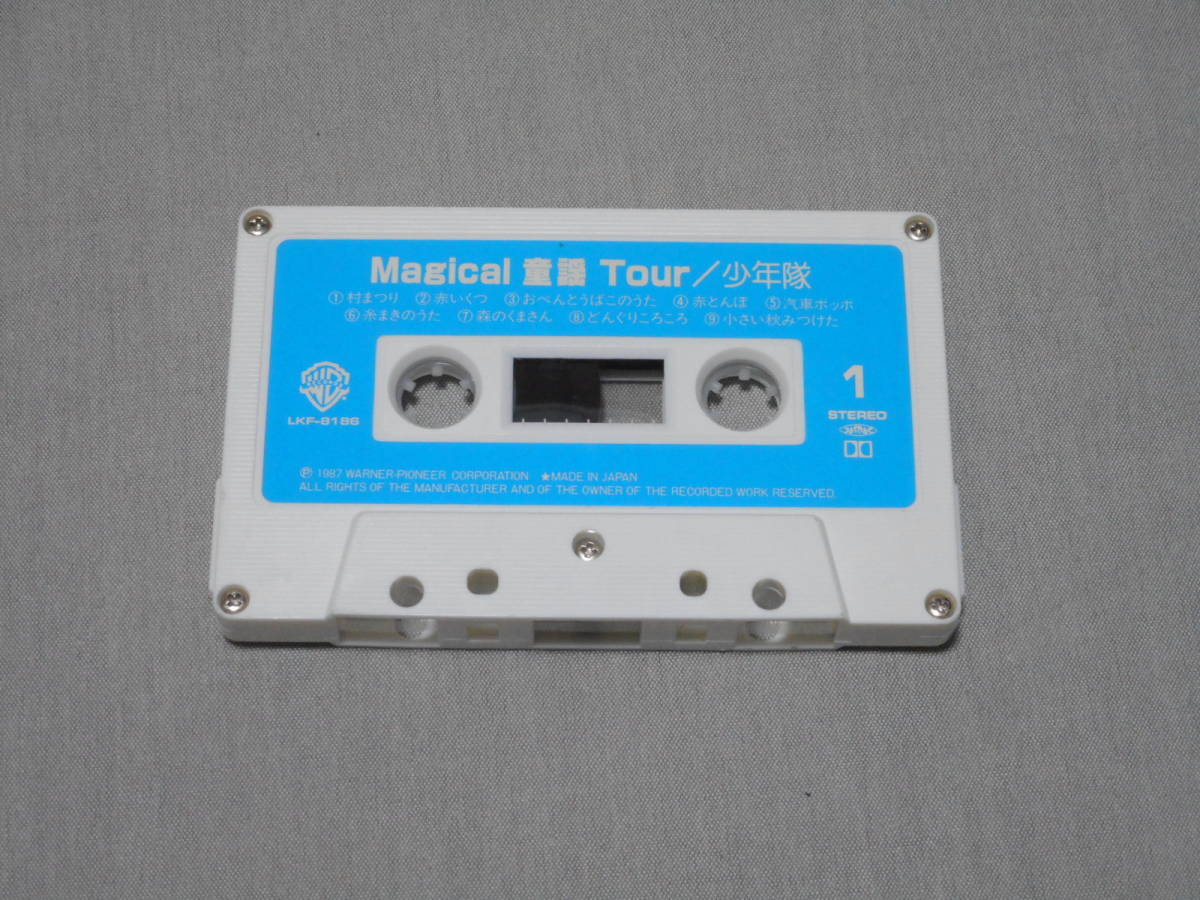 Magical 童謡 Tour／少年隊
①村まつり ②赤いくつ ③おべんとうばこのうた ④赤とんぼ ⑤汽車ポッポ
⑥糸まきのうた ⑦森のくまさん ⑧どんぐりころころ ⑨小さい秋みつけた
LKF-8186
1
STEREO
Ⓟ 1987 WARNER-PIONEER CORPORATION ★MADE IN JAPAN
ALL RIGHTS OF THE MANUFACTURER AND OF THE OWNER OF THE RECORDED WORK RESERVED.